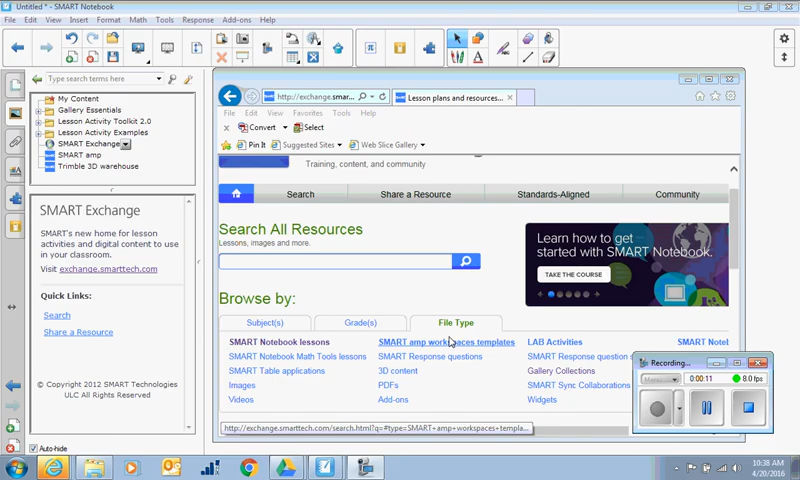 Untitled * - SMART Notebook
File Edit View Insert Format Math Tools Response Add-ons Help
Type search terms here
My Content
Gallery Essentials
Lesson Activity Toolkit 2.0
Lesson Activity Examples
SMART Exchange
SMART amp
Trimble 3D warehouse
SMART Exchange
SMART's new home for lesson
activities and digital content to use
in your classroom.
Visit exchange.smarttech.com
Quick Links:
Search
Share a Resource
© Copyright 2012 SMART Technologies
ULC All Rights Reserved.
Auto-hide
http://exchange.smar...
Lesson plans and resources...
File Edit View Favorites Tools Help
Convert Select
Pin It Suggested Sites Web Slice Gallery
Training, content, and community
Search Share a Resource Standards-Aligned Community
Search All Resources
Lessons, images and more.
Learn how to get
started with SMART Notebook.
TAKE THE COURSE
Browse by:
Subject(s) Grade(s) File Type
SMART Notebook lessons SMART amp workspaces templates LAB Activities SMART Notel
SMART Notebook Math Tools lessons SMART Response questions SMART Response question s
SMART Table applications 3D content Gallery Collections
Images PDFs SMART Sync Collaborations
Videos Add-ons Widgets
http://exchange.smarttech.com/search.html?q=#type=SMART+amp+workspaces+templa...
Recording...
Menu
0:00:11 8.0 fps
10:38 AM
4/20/2016